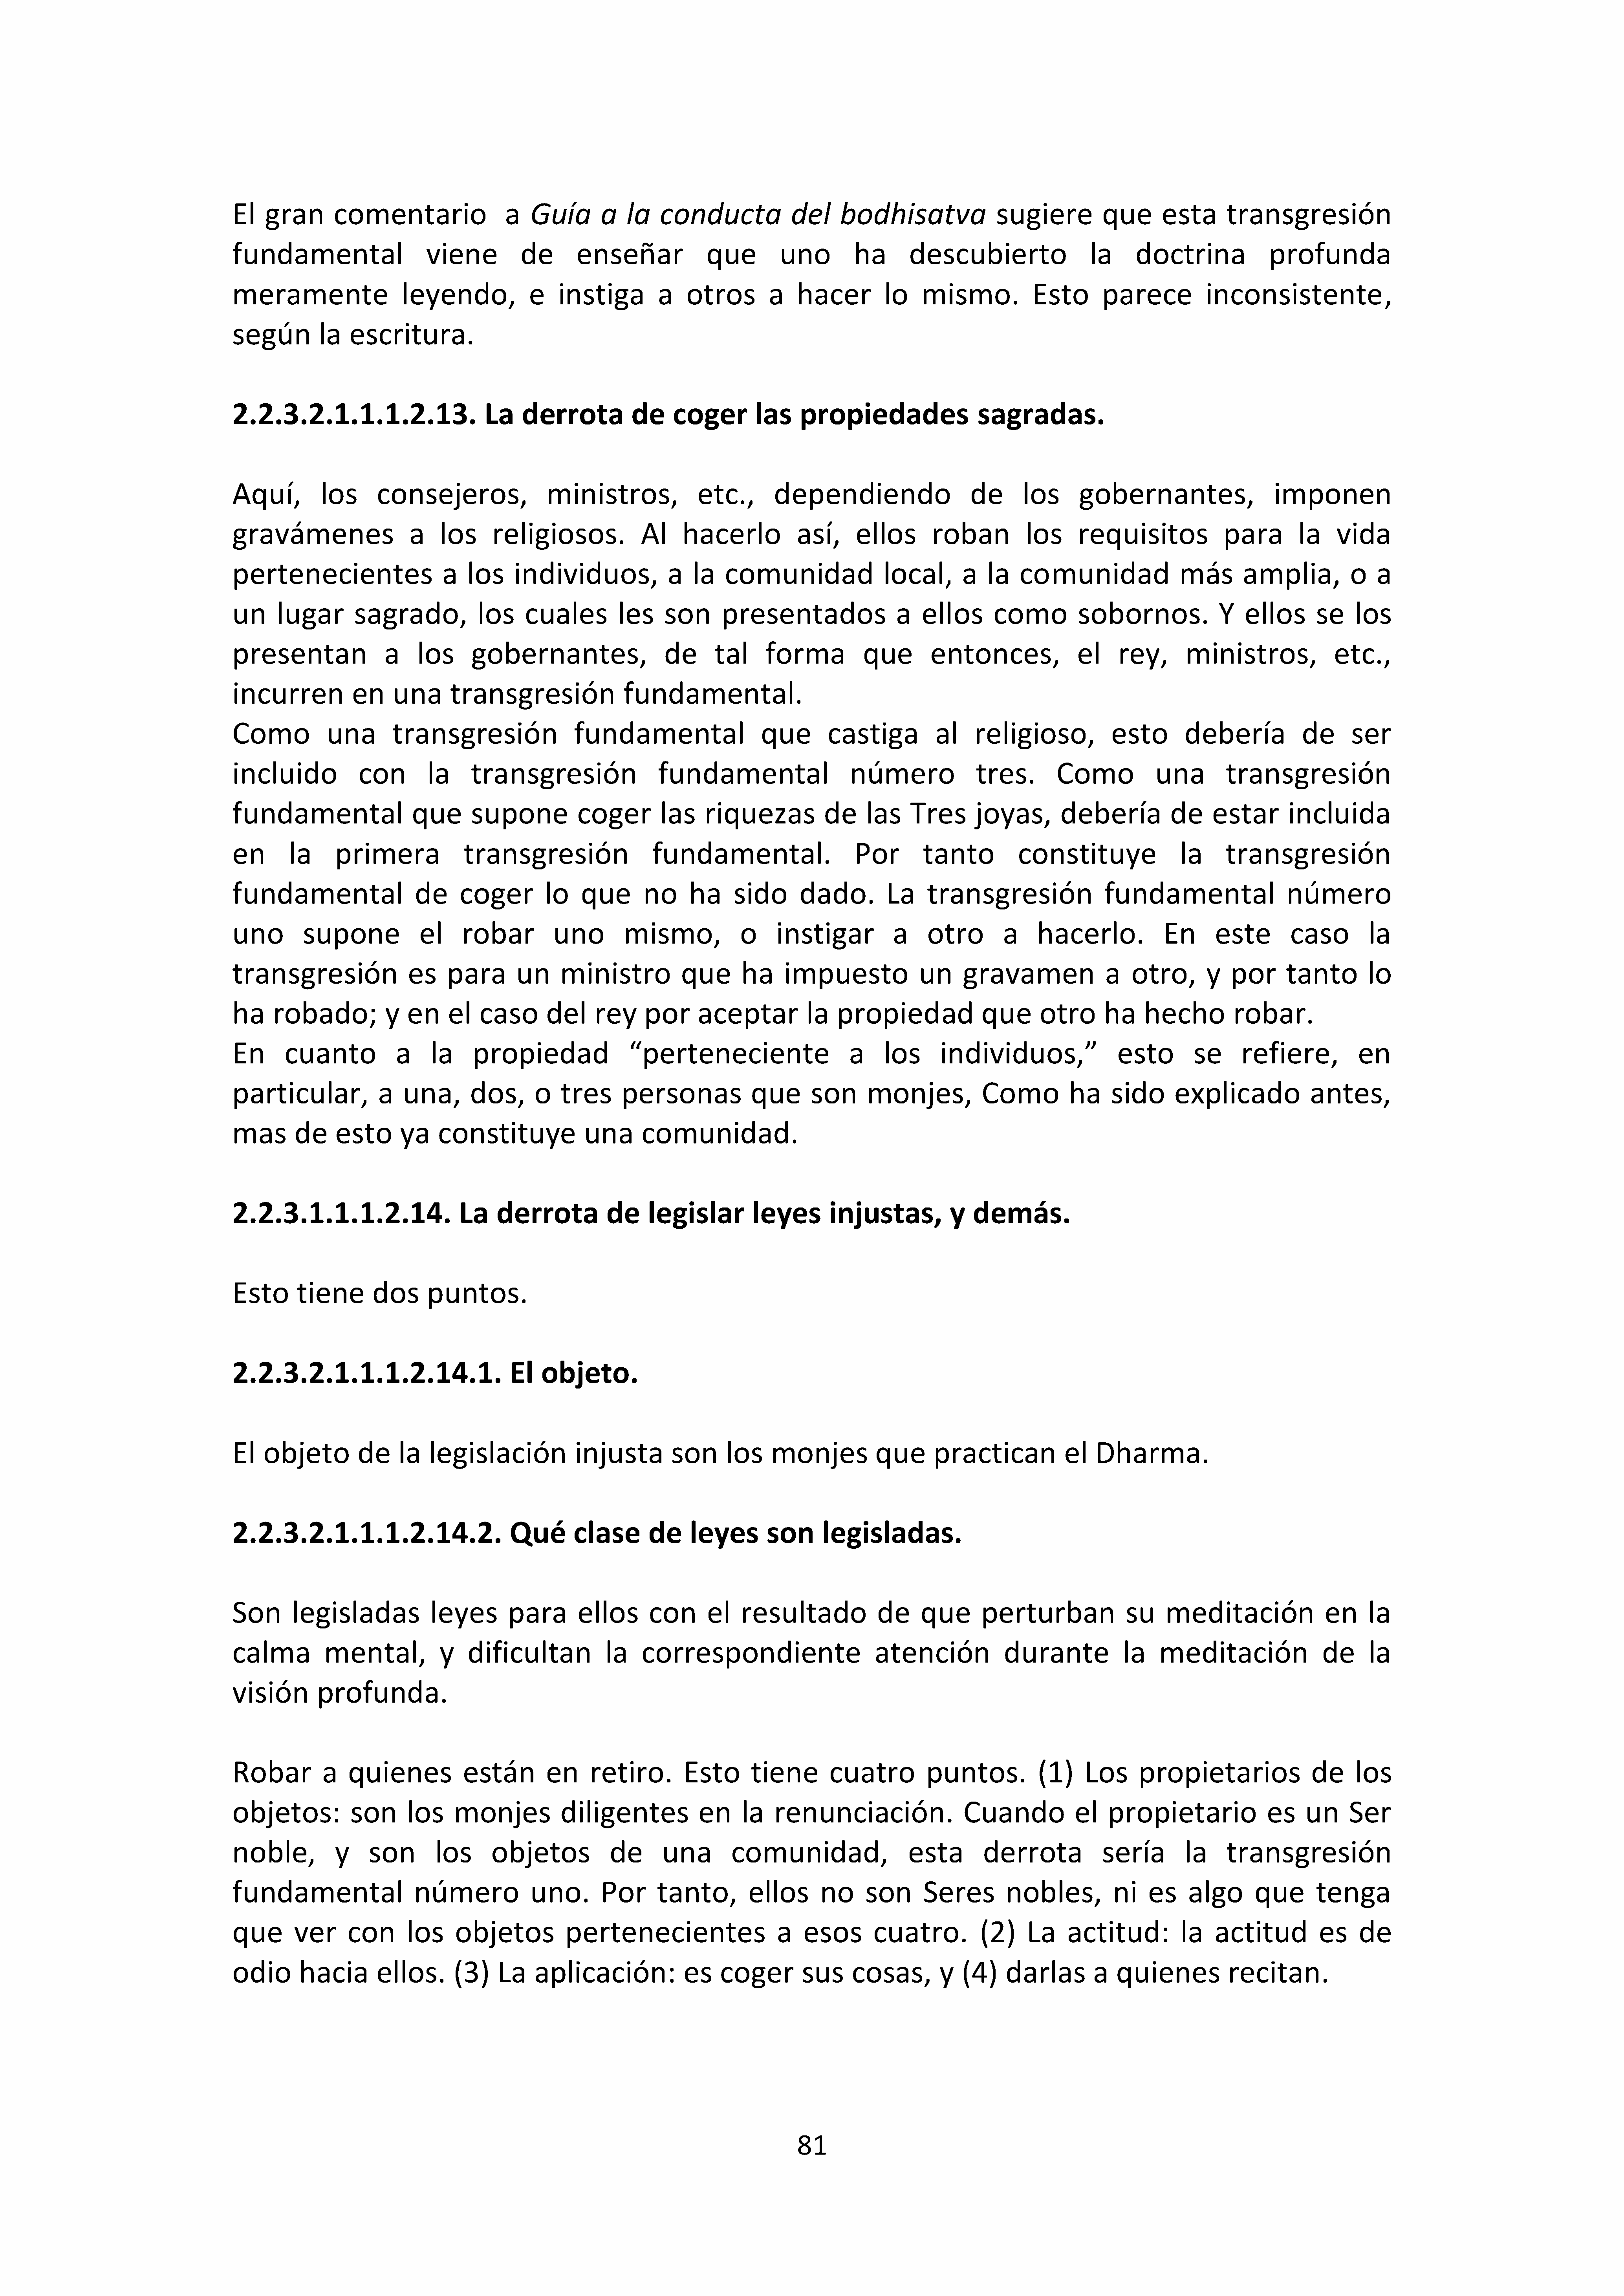 El gran comentario  a Guía a la conducta del bodhisatva sugiere que esta transgresión
fundamental viene de enseñar que uno ha descubierto la doctrina profunda
meramente leyendo, e instiga a otros a hacer lo mismo. Esto parece inconsistente,
según la escritura.
2.2.3.2.1.1.1.2.13. La derrota de coger las propiedades sagradas.
Aquí, los consejeros, ministros, etc., dependiendo de los gobernantes, imponen
gravámenes a los religiosos. Al hacerlo así, ellos roban los requisitos para la vida
pertenecientes a los individuos, a la comunidad local, a la comunidad más amplia, o a
un lugar sagrado, los cuales les son presentados a ellos como sobornos. Y ellos se los
presentan a los gobernantes, de tal forma que entonces, el rey, ministros, etc.,
incurren en una transgresión fundamental.
Como una transgresión fundamental que castiga al religioso, esto debería de ser
incluido con la transgresión fundamental número tres. Como una transgresión
fundamental que supone coger las riquezas de las Tres joyas, debería de estar incluida
en la primera transgresión fundamental. Por tanto constituye la transgresión
fundamental de coger lo que no ha sido dado. La transgresión fundamental número
uno supone el robar uno mismo, o instigar a otro a hacerlo. En este caso la
transgresión es para un ministro que ha impuesto un gravamen a otro, y por tanto lo
ha robado; y en el caso del rey por aceptar la propiedad que otro ha hecho robar.
En cuanto a la propiedad “perteneciente a los individuos,” esto se refiere, en
particular, a una, dos, o tres personas que son monjes, Como ha sido explicado antes,
mas de esto ya constituye una comunidad.
2.2.3.1.1.1.2.14. La derrota de legislar leyes injustas, y demás.
Esto tiene dos puntos.
2.2.3.2.1.1.1.2.14.1. El objeto.
El objeto de la legislación injusta son los monjes que practican el Dharma.
2.2.3.2.1.1.1.2.14.2. Qué clase de leyes son legisladas.
Son legisladas leyes para ellos con el resultado de que perturban su meditación en la
calma mental, y dificultan la correspondiente atención durante la meditación de la
visión profunda.
Robar a quienes están en retiro. Esto tiene cuatro puntos. (1) Los propietarios de los
objetos: son los monjes diligentes en la renunciación. Cuando el propietario es un Ser
noble, y son los objetos de una comunidad, esta derrota sería la transgresión
fundamental número uno. Por tanto, ellos no son Seres nobles, ni es algo que tenga
que ver con los objetos pertenecientes a esos cuatro. (2) La actitud: la actitud es de
odio hacia ellos. (3) La aplicación: es coger sus cosas, y (4) darlas a quienes recitan.
81